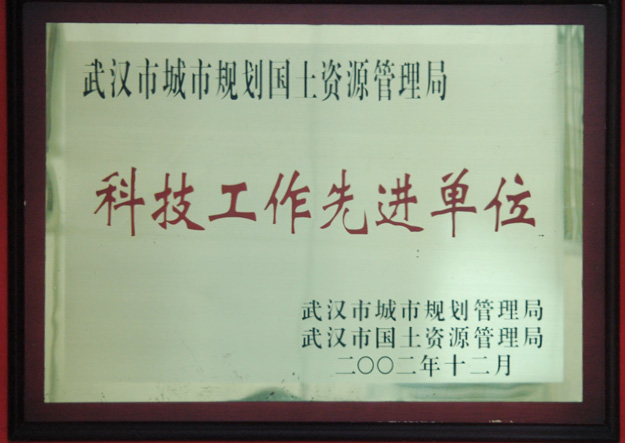 武汉市城市规划国土资源管理局
科技工作先进单位
武汉市城市规划管理局
武汉市国土资源管理局
二〇〇二年十二月